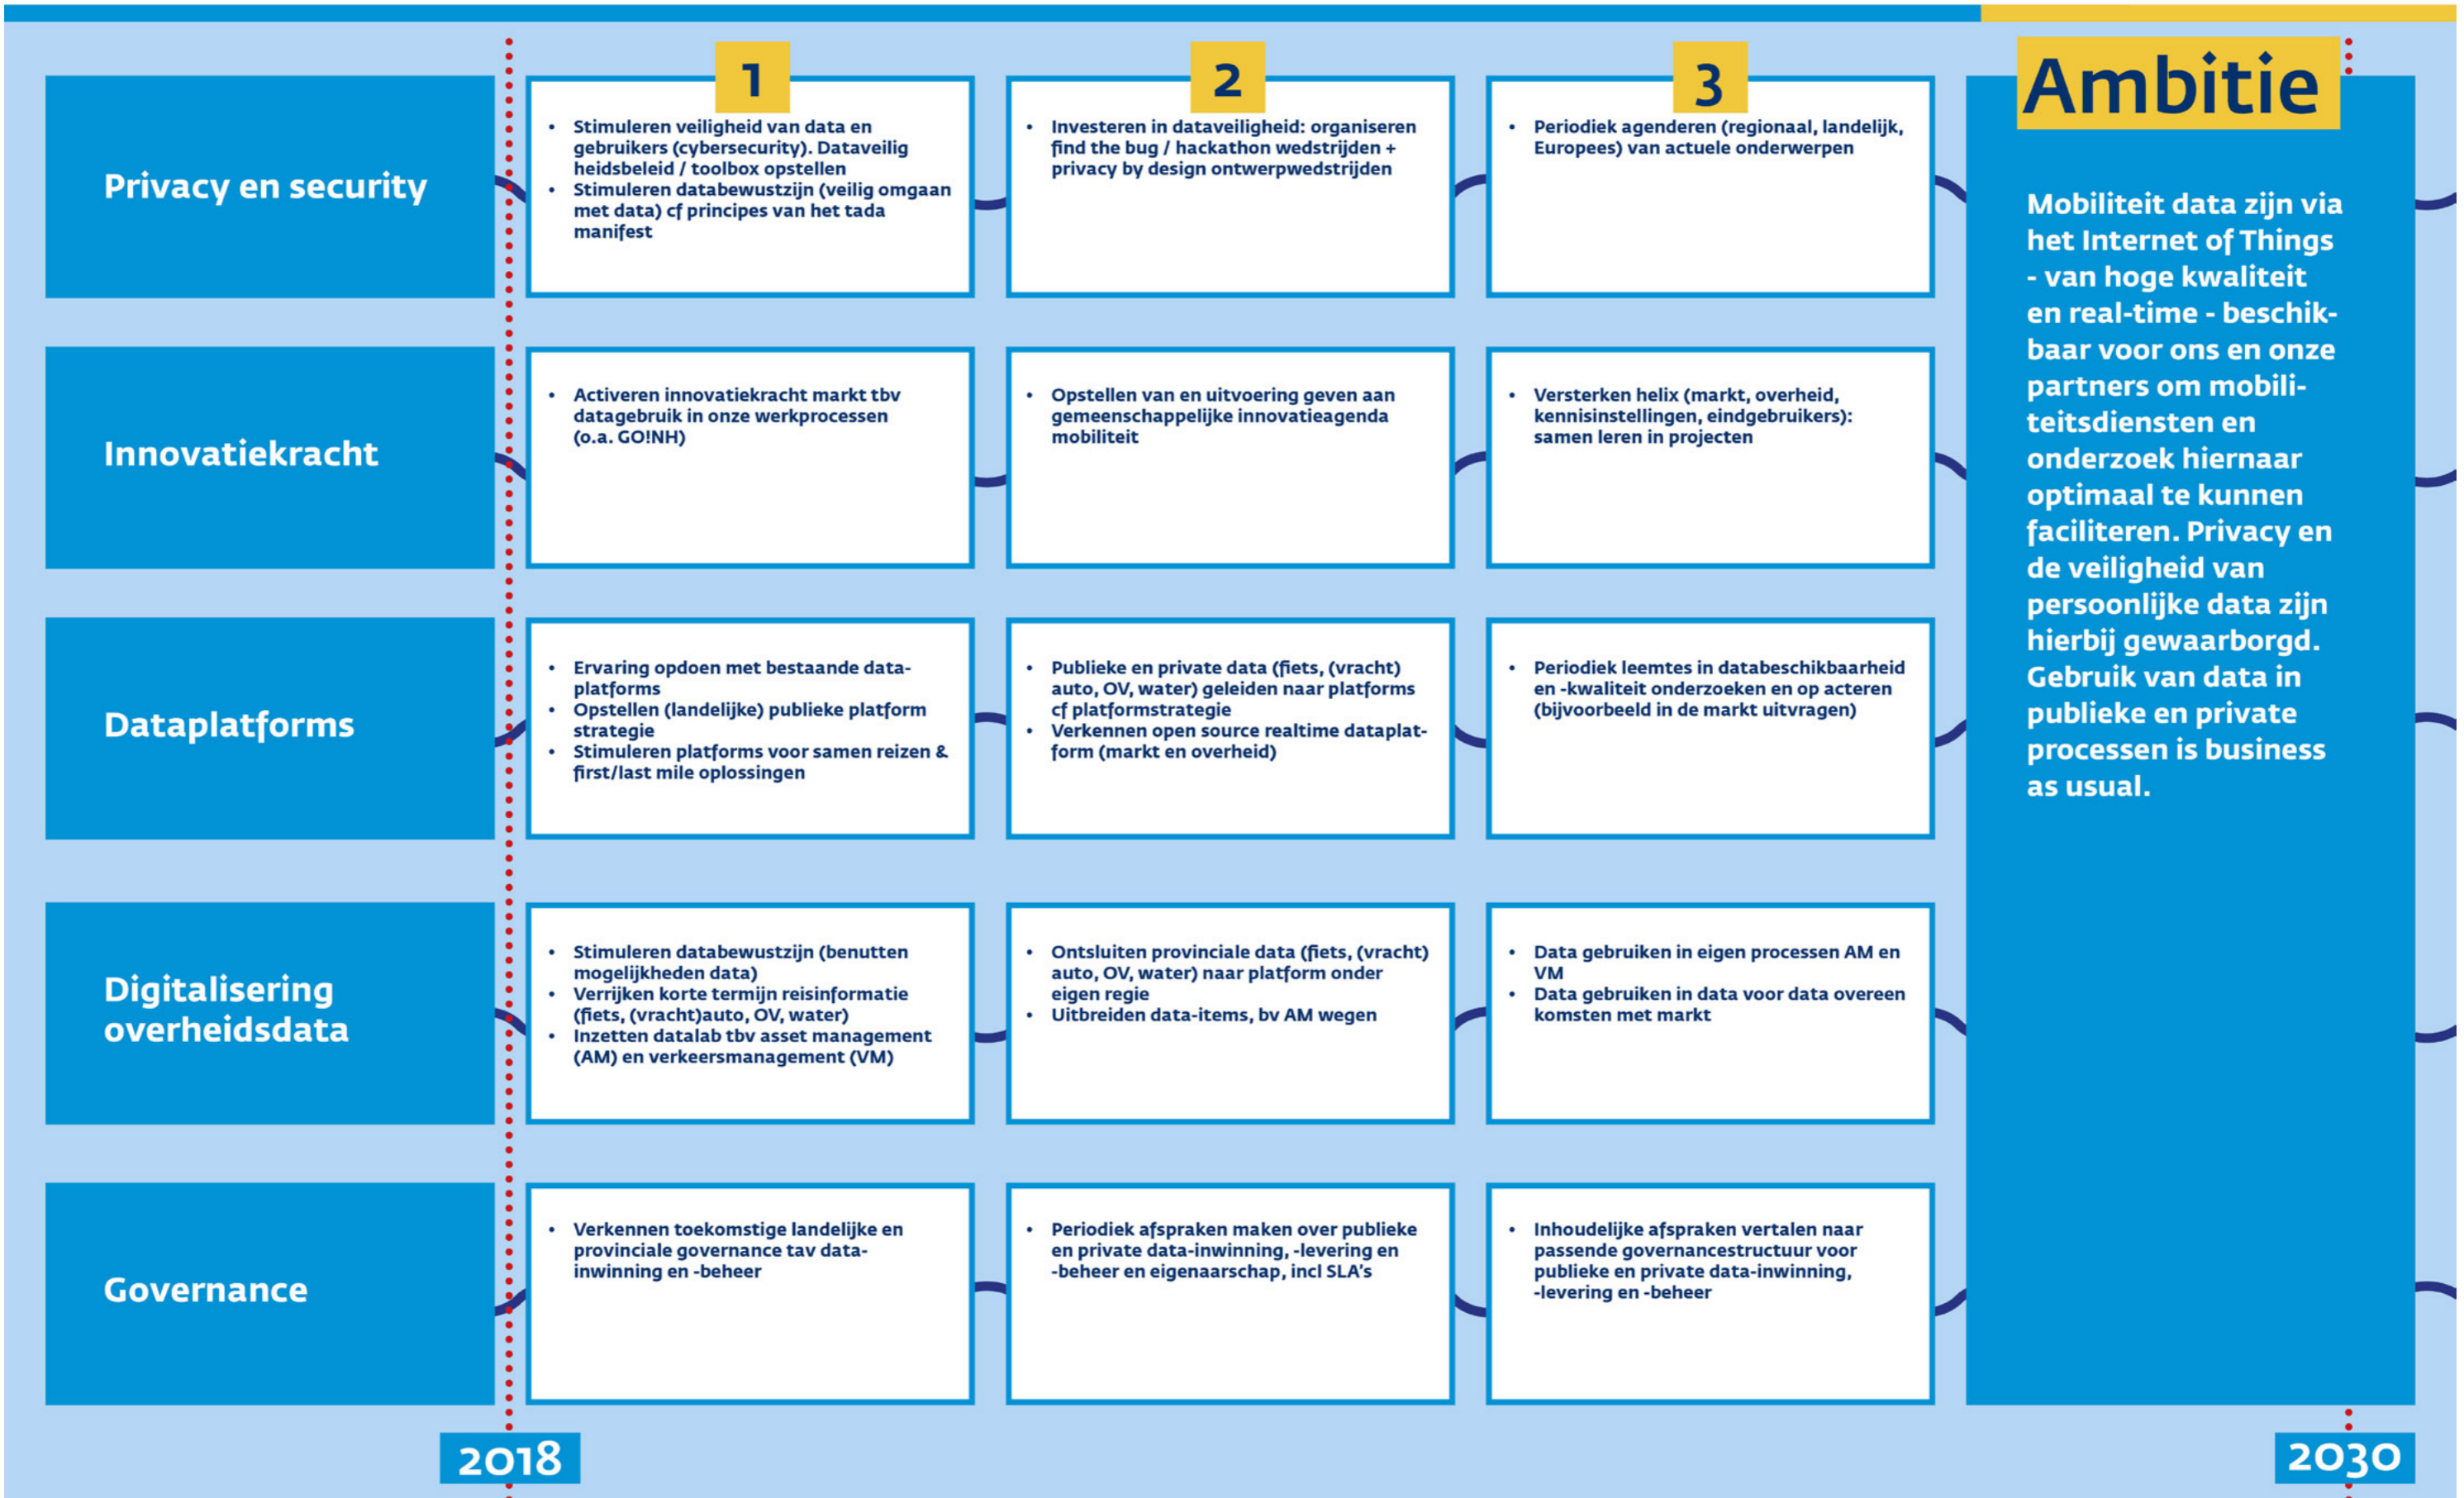 1
2
3
Ambitie
Privacy en security
• Stimuleren veiligheid van data en
gebruikers (cybersecurity). Dataveilig
heidsbeleid / toolbox opstellen
• Stimuleren databewustzijn (veilig omgaan
met data) cf principes van het tada
manifest
• Investeren in dataveiligheid: organiseren
find the bug / hackathon wedstrijden +
privacy by design ontwerpwedstrijden
• Periodiek agenderen (regionaal, landelijk,
Europees) van actuele onderwerpen
Innovatiekracht
• Activeren innovatiekracht markt tbv
datagebruik in onze werkprocessen
(o.a. GO!NH)
• Opstellen van en uitvoering geven aan
gemeenschappelijke innovatieagenda
mobiliteit
• Versterken helix (markt, overheid,
kennisinstellingen, eindgebruikers):
samen leren in projecten
Dataplatforms
• Ervaring opdoen met bestaande data-
platforms
• Opstellen (landelijke) publieke platform
strategie
• Stimuleren platforms voor samen reizen &
first/last mile oplossingen
• Publieke en private data (fiets, (vracht)
auto, OV, water) geleiden naar platforms
cf platformstrategie
• Verkennen open source realtime dataplat-
form (markt en overheid)
• Periodiek leemtes in databeschikbaarheid
en -kwaliteit onderzoeken en op acteren
(bijvoorbeeld in de markt uitvragen)
Digitalisering
overheidsdata
• Stimuleren databewustzijn (benutten
mogelijkheden data)
• Verrijken korte termijn reisinformatie
(fiets, (vracht)auto, OV, water)
• Inzetten datalab tbv asset management
(AM) en verkeersmanagement (VM)
• Ontsluiten provinciale data (fiets, (vracht)
auto, OV, water) naar platform onder
eigen regie
• Uitbreiden data-items, bv AM wegen
• Data gebruiken in eigen processen AM en
VM
• Data gebruiken in data voor data overeen
komsten met markt
Governance
• Verkennen toekomstige landelijke en
provinciale governance tav data-
inwinning en -beheer
• Periodiek afspraken maken over publieke
en private data-inwinning, -levering en
-beheer en eigenaarschap, incl SLA's
• Inhoudelijke afspraken vertalen naar
passende governancestructuur voor
publieke en private data-inwinning,
-levering en -beheer
Mobiliteit data zijn via
het Internet of Things
- van hoge kwaliteit
en real-time - beschik-
baar voor ons en onze
partners om mobili-
teitsdiensten en
onderzoek hiernaar
optimaal te kunnen
faciliteren. Privacy en
de veiligheid van
persoonlijke data zijn
hierbij gewaarborgd.
Gebruik van data in
publieke en private
processen is business
as usual.
2018
2030